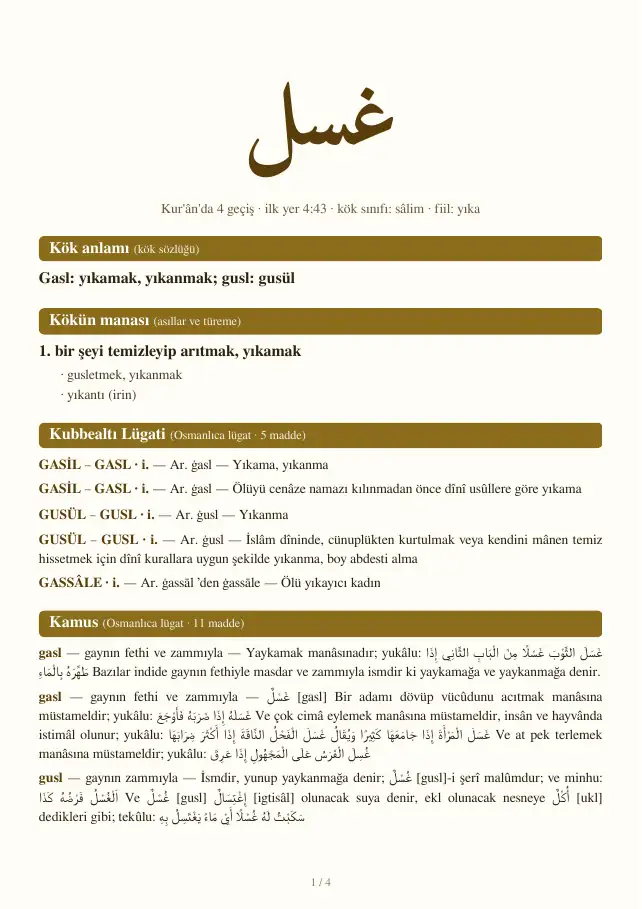 غسل
Kur'ân'da 4 geçiş · ilk yer 4:43 · kök sınıfı: sâlim · fiil: yıka
Kök anlamı (kök sözlüğü)
Gasl: yıkamak, yıkanmak; gusl: gusül
Kökün manası (asıllar ve türeme)
1. bir şeyi temizleyip arıtmak, yıkamak
· gusletmek, yıkanmak
· yıkantı (irin)
Kubbealtı Lügati (Osmanlıca lügat · 5 madde)
GASİL – GASL · i. — Ar. ġasl — Yıkama, yıkanma
GASİL – GASL · i. — Ar. ġasl — Ölüyü cenâze namazı kılınmadan önce dînî usûllere göre yıkama
GUSÜL – GUSL · i. — Ar. ġusl — Yıkanma
GUSÜL – GUSL · i. — Ar. ġusl — İslâm dîninde, cünuplükten kurtulmak veya kendini mânen temiz
hissetmek için dînî kurallara uygun şekilde yıkanma, boy abdesti alma
GASSÂLE · i. — Ar. ġassāl 'den ġassāle — Ölü yıkayıcı kadın
Kamus (Osmanlıca lügat · 11 madde)
gasl — gaynın fethi ve zammıyla — Yaykamak manâsınadır; yukâlu: غَسَلَ الثَّوْبَ غَسْلًا مِنَ الْبَابِ الثَّانِي إِذَا
طَهَّرَهُ بِالْمَاءِ Bazılar indide gaynın fethiyle masdar ve zammıyla ismdir ki yaykamağa ve yaykanmağa denir.
gasl — gaynın fethi ve zammıyla — غَسْلٌ [gasl] Bir adamı dövüp vücûdunu acıtmak manâsına
müstameldir; yukâlu: غَسَلَهُ إِذَا ضَرَبَهُ فَأَوْجَعَ Ve çok cimâ eylemek manâsına müstameldir, insân ve hayvânda
istimâl olunur; yukâlu: غَسَلَ الْمَرْأَةَ إِذَا جَامَعَهَا كَثِيرًا وَيُقَالُ غَسَلَ الْفَحْلُ النَّاقَةَ إِذَا أَكْثَرَ ضِرَابَهَا Ve at pek terlemek
manâsına müstameldir; yukâlu: غُسِلَ الْفَرَسُ عَلَى الْمَجْهُولِ إِذَا عَرِقَ
gusl — gaynın zammıyla — İsmdir, yunup yaykanmağa denir; غُسْلٌ [gusl]-i şerî malûmdur; ve minhu:
اَلْغُسْلُ فَرْضُهُ كَذَا Ve غُسْلٌ [gusl] إِغْتِسَالٌ [igtisâl] olunacak suya denir, ekl olunacak nesneye أُكْلٌ [ukl]
dedikleri gibi; tekûlu: سَكَبْتُ لَهُ غُسْلًا أَيْ مَاءً يَغْتَسِلُ بِهِ
1 / 4